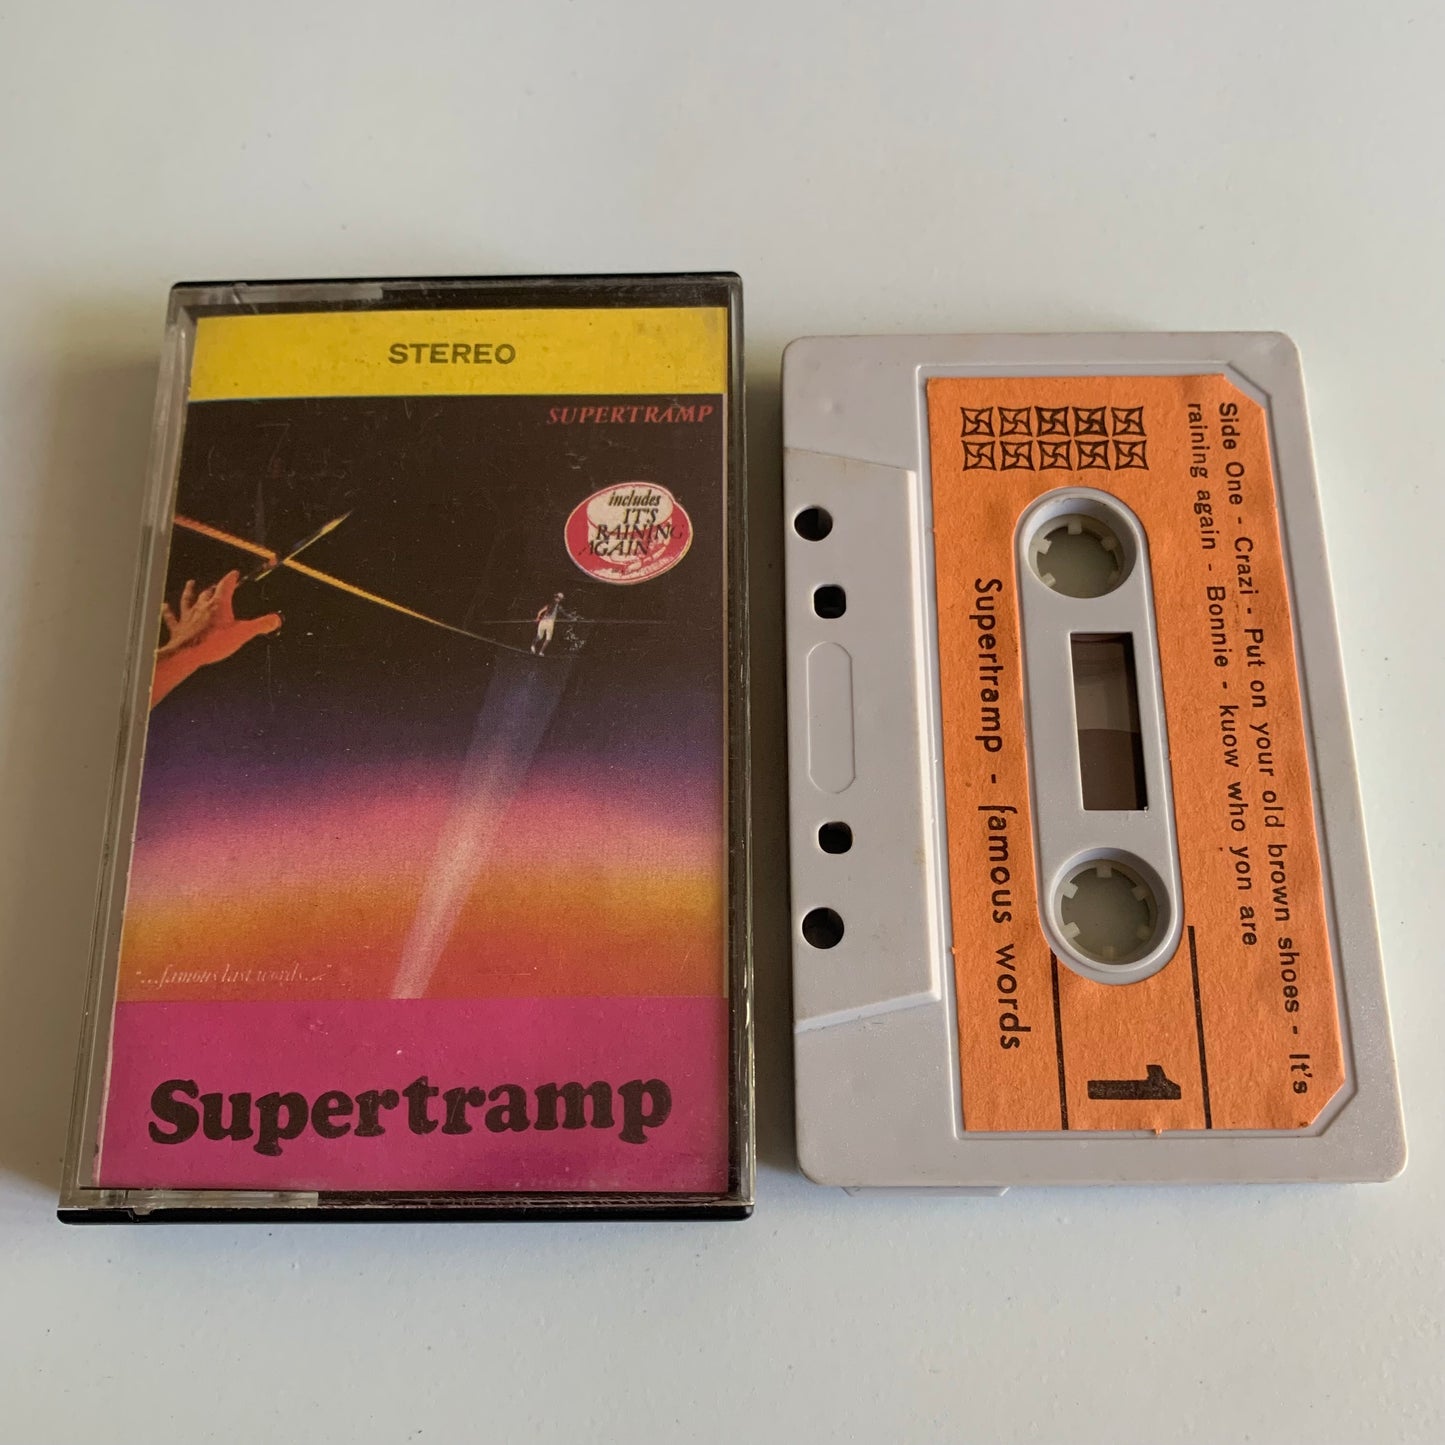 STEREO
SUPERTRAMP
includes
IT'S
RAINING
AGAIN
"...famous last words..."
Supertramp
Side One - Crazi - Put on your old brown shoes - It's
raining again - Bonnie - kuow who yon are
Supertramp - famous words
1